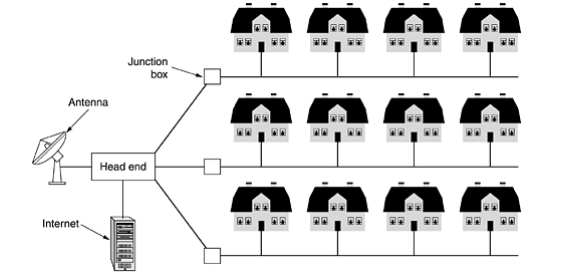 Junction
box
Antenna
Head end
Internet